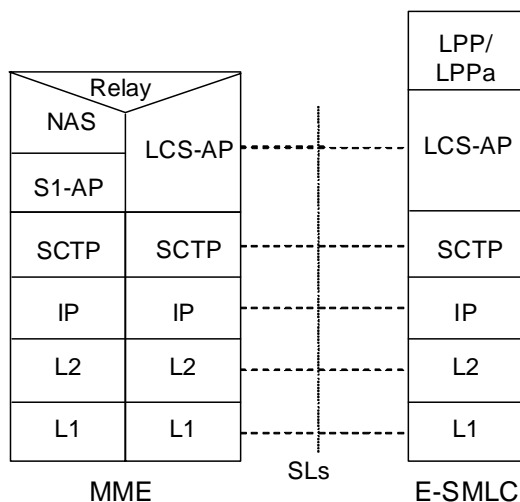 LPP/
LPPa
Relay
NAS
LCS-AP
LCS-AP
S1-AP
SCTP
SCTP
SCTP
IP
IP
IP
L2
L2
L2
L1
L1
L1
SLs
MME
E-SMLC